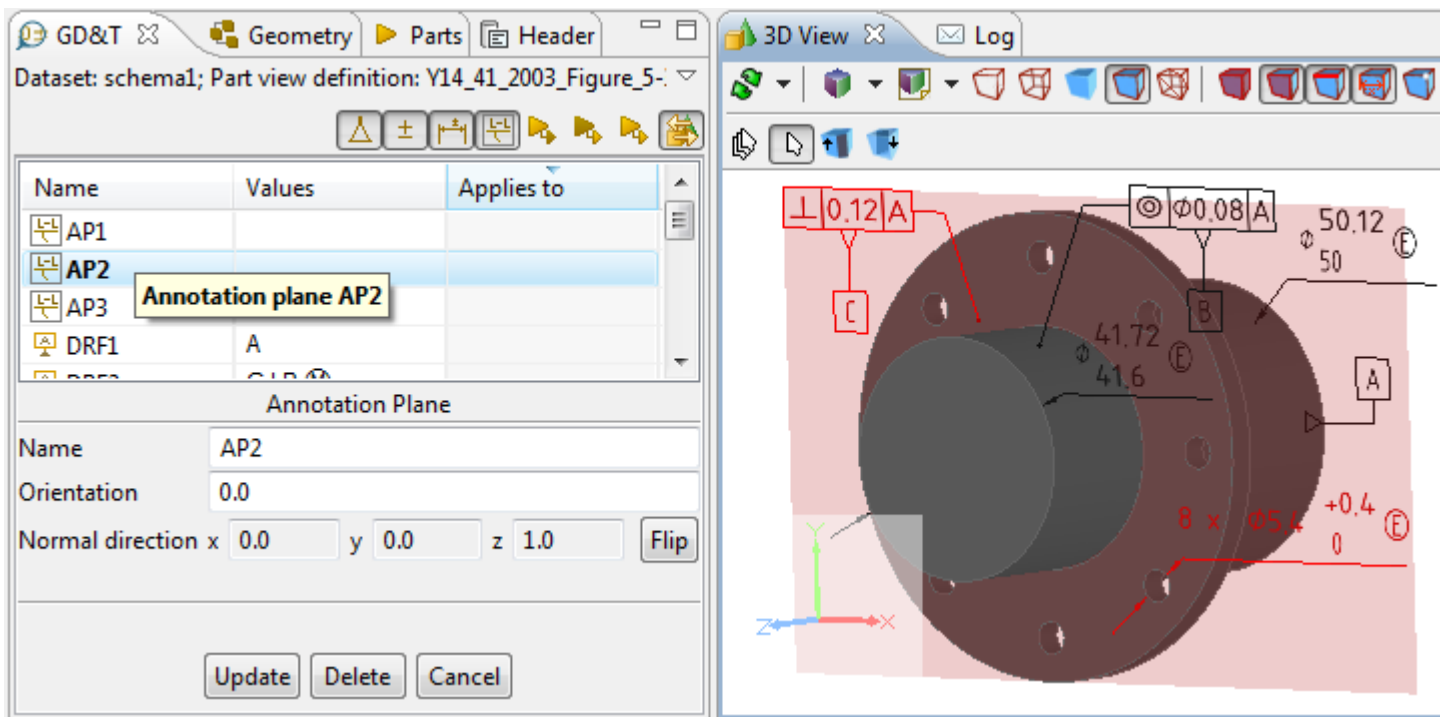 GD&T Geometry Parts Header
Dataset: schema1; Part view definition: Y14_41_2003_Figure_5-
Name Values Applies to
AP1
AP2
Annotation plane AP2
AP3
DRF1 A
Annotation Plane
Name AP2
Orientation 0.0
Normal direction x 0.0 y 0.0 z 1.0 Flip
Update Delete Cancel
3D View Log
⊥ 0.12 A
C
◎ Ø0.08 A
B
Ø 50.12 Ⓔ
50
Ø 41.72 Ⓔ
41.6
A
8 x Ø5.4 +0.4 Ⓔ
0
Y
Z X